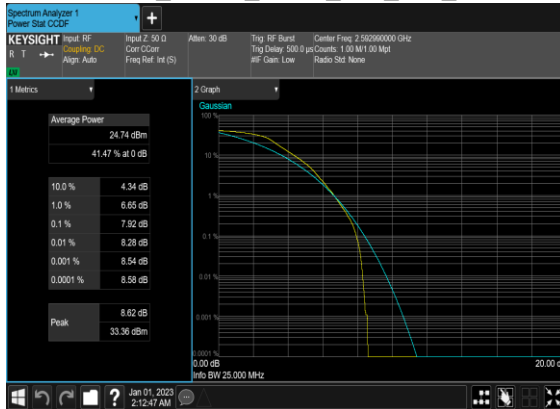 Spectrum Analyzer 1
Power Stat CCDF
+
KEYSIGHT
R T
Input: RF
Coupling: DC
Align: Auto
Input Z: 50 Ω
Corr CCorr
Freq Ref: Int (S)
Atten: 30 dB
Trig: RF Burst
Trig Delay: 500.0 µs
#IF Gain: Low
Center Freq: 2.592990000 GHz
Counts: 1.00 M/1.00 Mpt
Radio Std: None
1 Metrics
Average Power
24.74 dBm
41.47 % at 0 dB
10.0 % 4.34 dB
1.0 % 6.65 dB
0.1 % 7.92 dB
0.01 % 8.28 dB
0.001 % 8.54 dB
0.0001 % 8.58 dB
Peak
8.62 dB
33.36 dBm
2 Graph
Gaussian
100 %
10 %
1 %
0.1 %
0.01 %
0.001 %
0.0001 %
0.00 dB
20.00 d
Info BW 25.000 MHz
?
Jan 01, 2023
2:12:47 AM